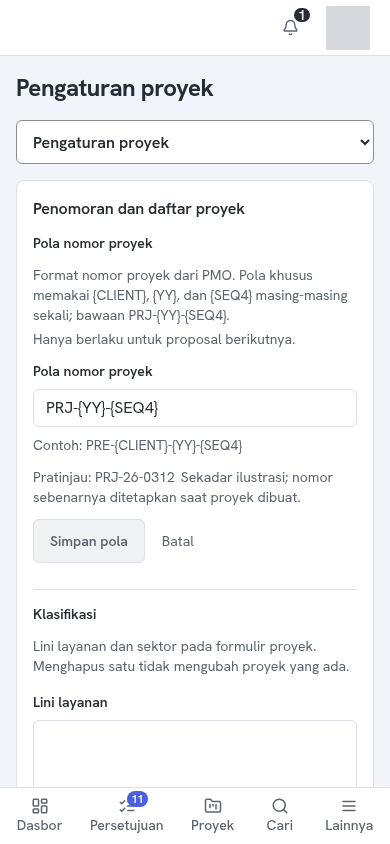 1
Pengaturan proyek
Pengaturan proyek
Penomoran dan daftar proyek
Pola nomor proyek
Format nomor proyek dari PMO. Pola khusus
memakai {CLIENT}, {YY}, dan {SEQ4} masing-masing
sekali; bawaan PRJ-{YY}-{SEQ4}.
Hanya berlaku untuk proposal berikutnya.
Pola nomor proyek
PRJ-{YY}-{SEQ4}
Contoh: PRE-{CLIENT}-{YY}-{SEQ4}
Pratinjau: PRJ-26-0312 Sekadar ilustrasi; nomor
sebenarnya ditetapkan saat proyek dibuat.
Simpan pola Batal
Klasifikasi
Lini layanan dan sektor pada formulir proyek.
Menghapus satu tidak mengubah proyek yang ada.
Lini layanan
11
Dasbor Persetujuan Proyek Cari Lainnya